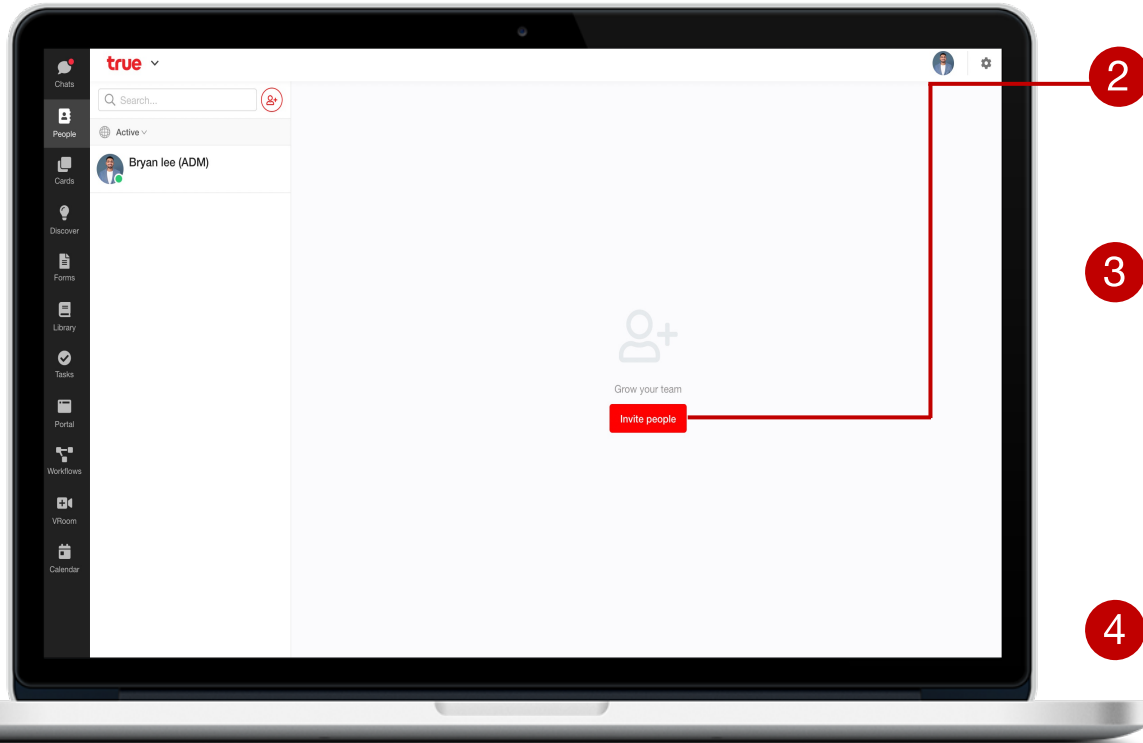 true
2
Chats
Search...
People
Active
Bryan lee (ADM)
Cards
Discover
3
Forms
Library
Tasks
Grow your team
Invite people
Portal
Workflows
VRoom
Calendar
4